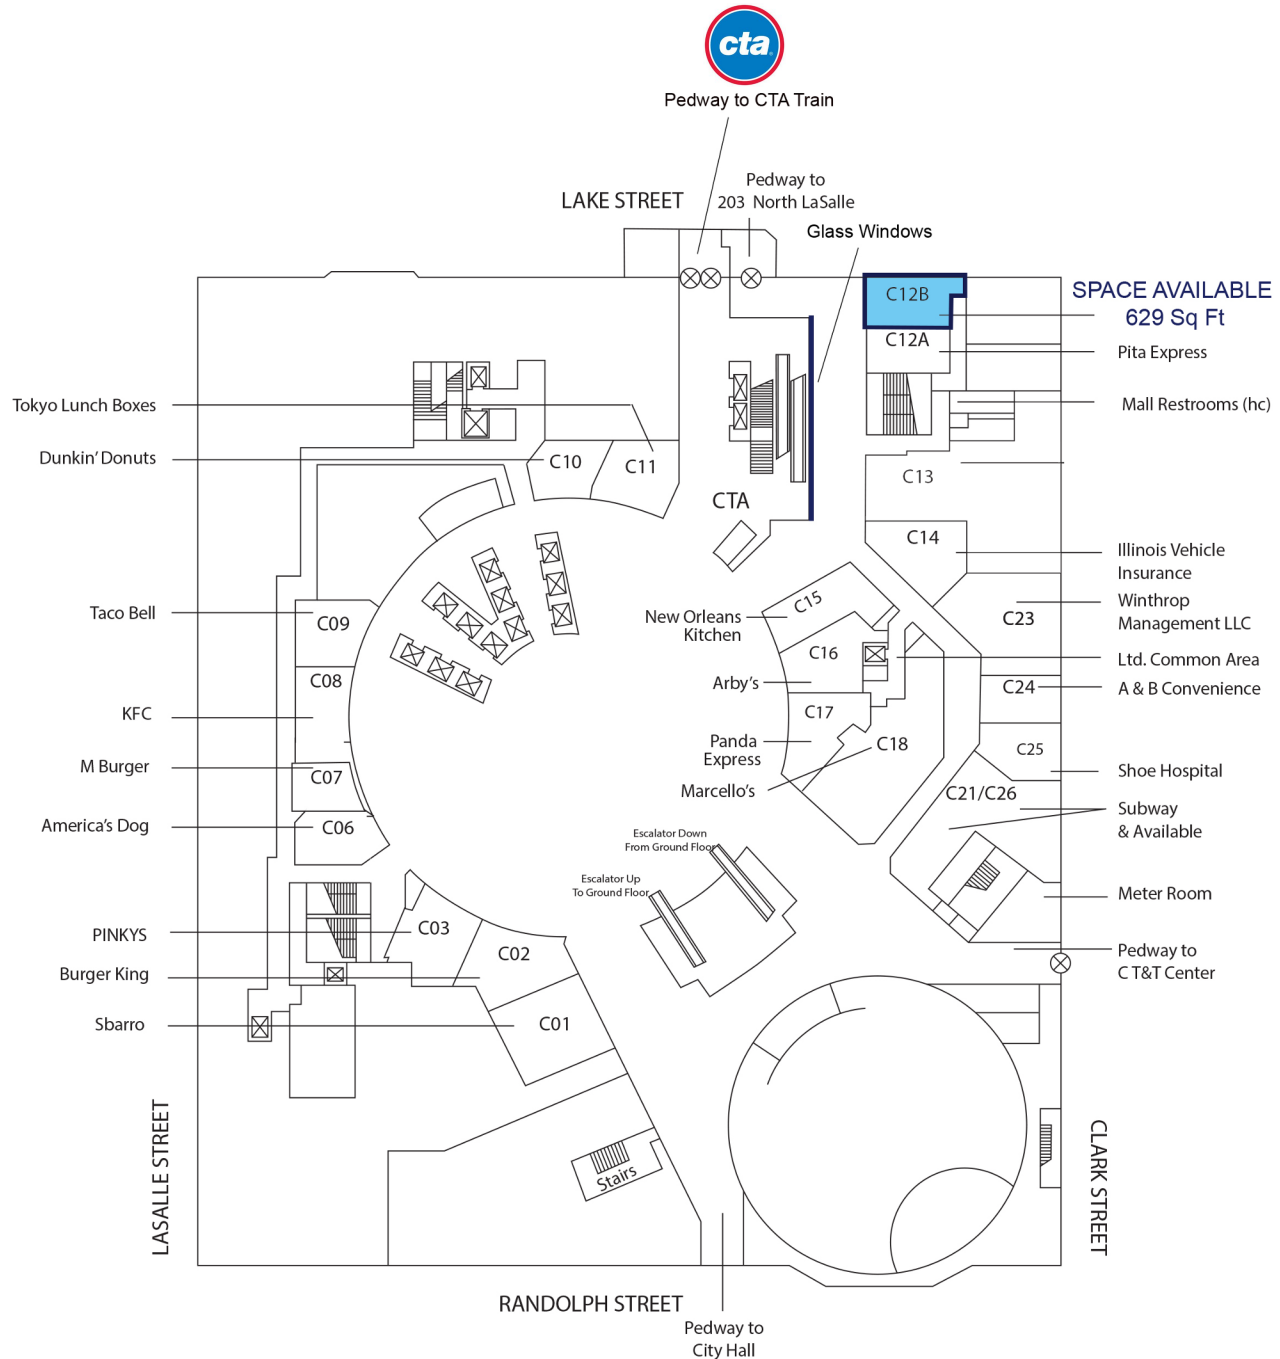 cta
Pedway to CTA Train
Pedway to
203 North LaSalle
LAKE STREET
Glass Windows
C12B
SPACE AVAILABLE
629 Sq Ft
C12A
Pita Express
Mall Restrooms (hc)
Tokyo Lunch Boxes
Dunkin' Donuts
C10
C11
C13
CTA
C14
Illinois Vehicle
Insurance
Taco Bell
C09
New Orleans
Kitchen
C15
Winthrop
Management LLC
C23
C16
Ltd. Common Area
C08
Arby's
C24
A & B Convenience
KFC
C17
Panda
Express
C18
C25
M Burger
C07
Marcello's
Shoe Hospital
C21/C26
Subway
& Available
America's Dog
C06
Escalator Down
From Ground Floor
Escalator Up
To Ground Floor
Meter Room
PINKYS
C03
Burger King
C02
Pedway to
C T&T Center
Sbarro
C01
LASALLE STREET
CLARK STREET
Stairs
RANDOLPH STREET
Pedway to
City Hall